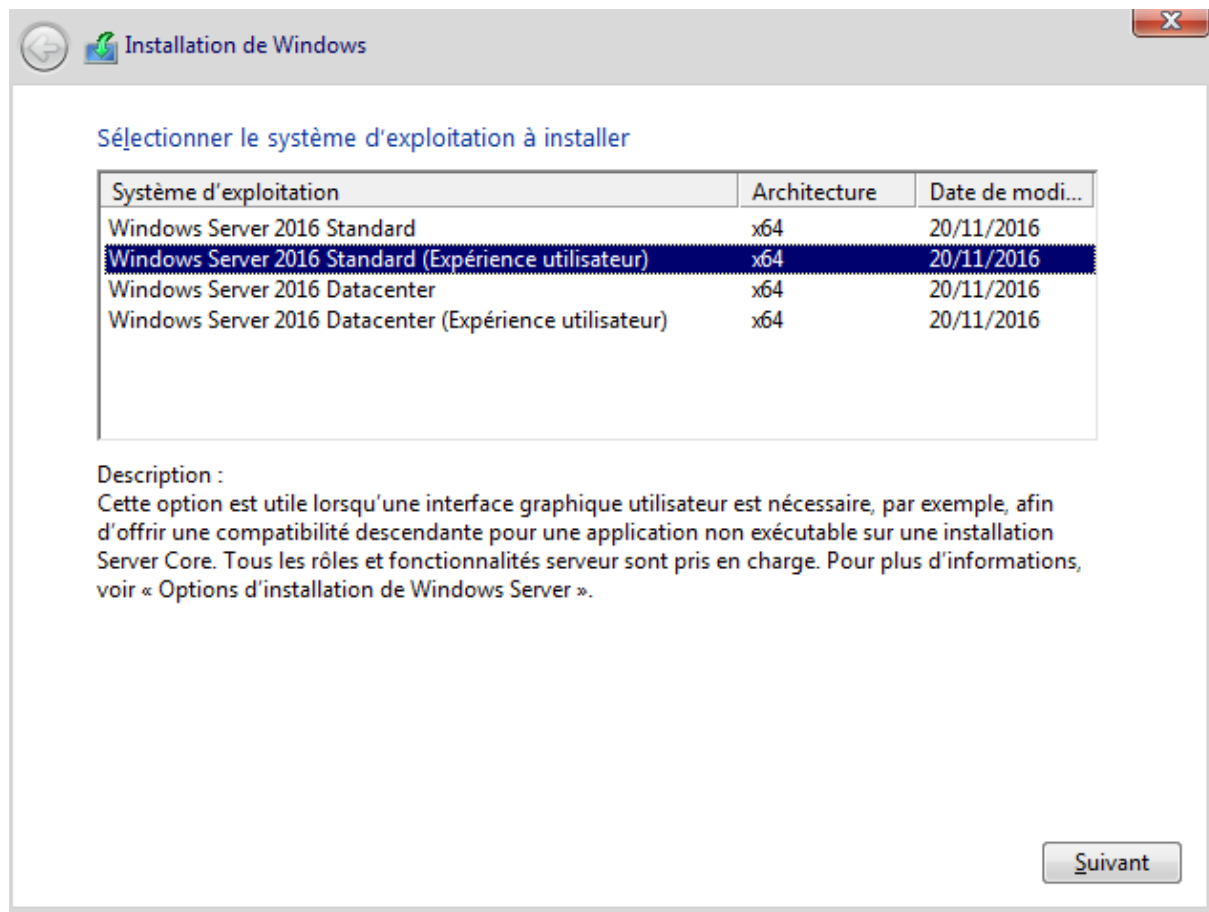 Installation de Windows
Sélectionner le système d'exploitation à installer
Système d'exploitation Architecture Date de modi...
Windows Server 2016 Standard x64 20/11/2016
Windows Server 2016 Standard (Expérience utilisateur) x64 20/11/2016
Windows Server 2016 Datacenter x64 20/11/2016
Windows Server 2016 Datacenter (Expérience utilisateur) x64 20/11/2016
Description :
Cette option est utile lorsqu'une interface graphique utilisateur est nécessaire, par exemple, afin
d'offrir une compatibilité descendante pour une application non exécutable sur une installation
Server Core. Tous les rôles et fonctionnalités serveur sont pris en charge. Pour plus d'informations,
voir « Options d'installation de Windows Server ».
Suivant